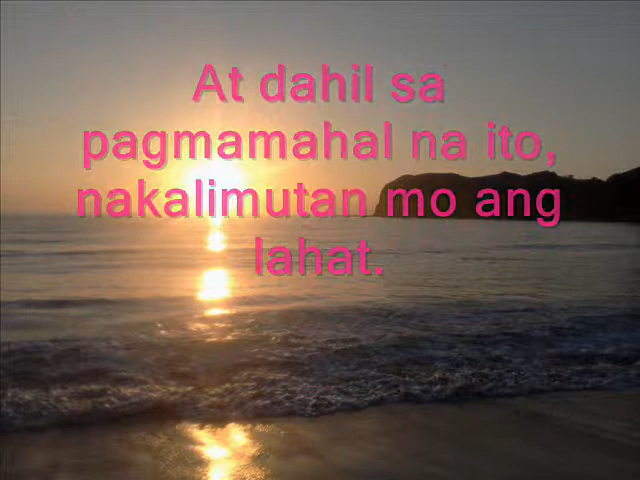 At dahil sa
pagmamahal na ito,
nakalimutan mo ang
lahat.